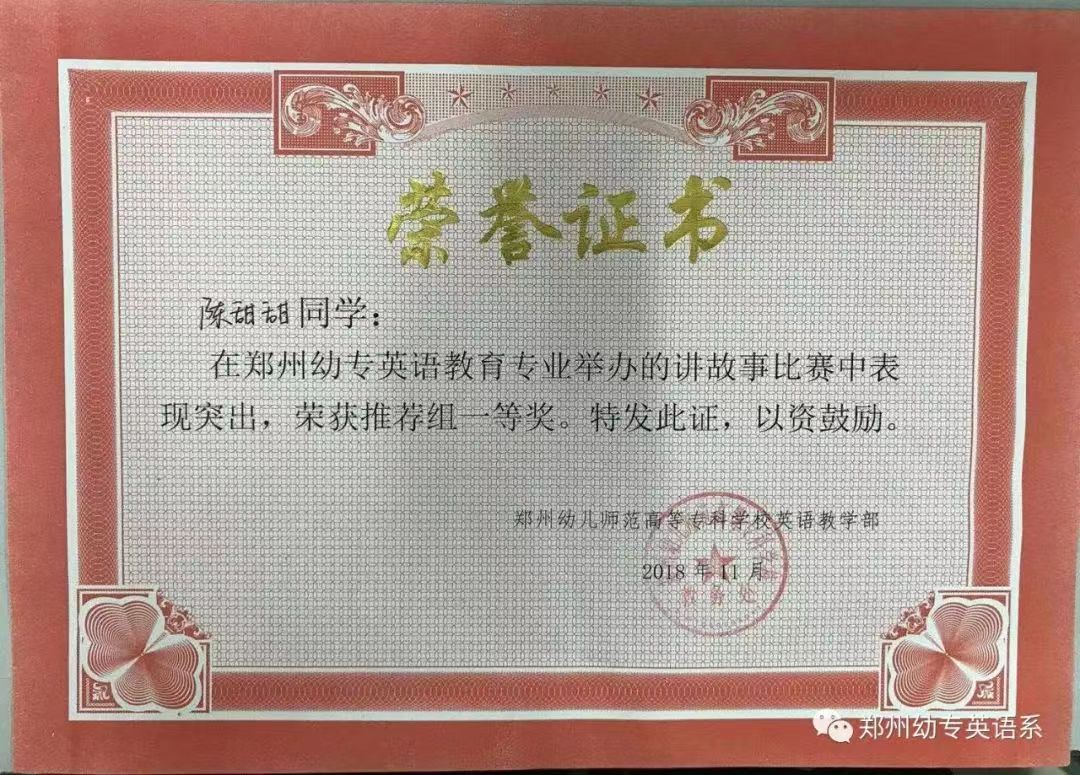 荣誉证书
陈甜甜同学：
在郑州幼专英语教育专业举办的讲故事比赛中表
现突出，荣获推荐组一等奖。特发此证，以资鼓励。
郑州幼儿师范高等专科学校英语教学部
2018年11月
教务处
郑州幼专英语系